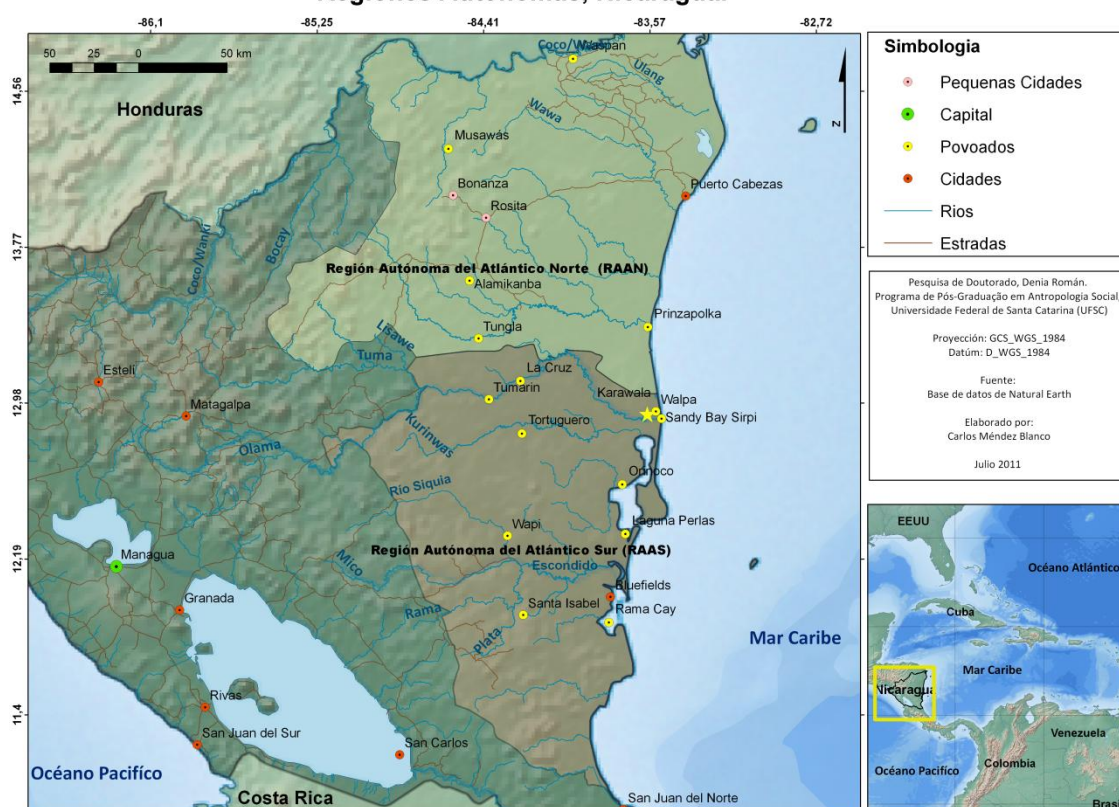 Regiones Autónomas, Nicaragua.
-86,1
-85,25
-84,41
-83,57
-82,72
50 25 0 50 km
14,56
13,77
12,98
12,19
11,4
Honduras
Coco/Wanki
Waspán
Ulang
Wawa
Musawás
Bonanza
Rosita
Puerto Cabezas
Bocay
Coco/Wanki
Región Autónoma del Atlántico Norte (RAAN)
Alamikanba
Prinzapolka
Tungla
Lisawe
Tuma
Estelí
La Cruz
Tumarin
Karawala
Walpa
Sandy Bay Sirpi
Matagalpa
Tortuguero
Kurinwas
Olama
Rio Siquia
Orinoco
Wapi
Laguna Perlas
Managua
Región Autónoma del Atlántico Sur (RAAS)
Mico
Escondido
Bluefields
Granada
Rama
Santa Isabel
Rama Cay
Plata
Mar Caribe
Rivas
San Juan del Sur
San Carlos
Océano Pacifíco
Costa Rica
San Juan del Norte
N
Simbologia
Pequenas Cidades
Capital
Povoados
Cidades
Rios
Estradas
Pesquisa de Doutorado, Denia Román.
Programa de Pós-Graduação em Antropologia Social,
Universidade Federal de Santa Catarina (UFSC)
Proyección: GCS_WGS_1984
Datúm: D_WGS_1984
Fuente:
Base de datos de Natural Earth
Elaborado por:
Carlos Méndez Blanco
Julio 2011
EEUU
Océano Atlántico
Cuba
Mar Caribe
Nicaragua
Venezuela
Colombia
Océano Pacifíco